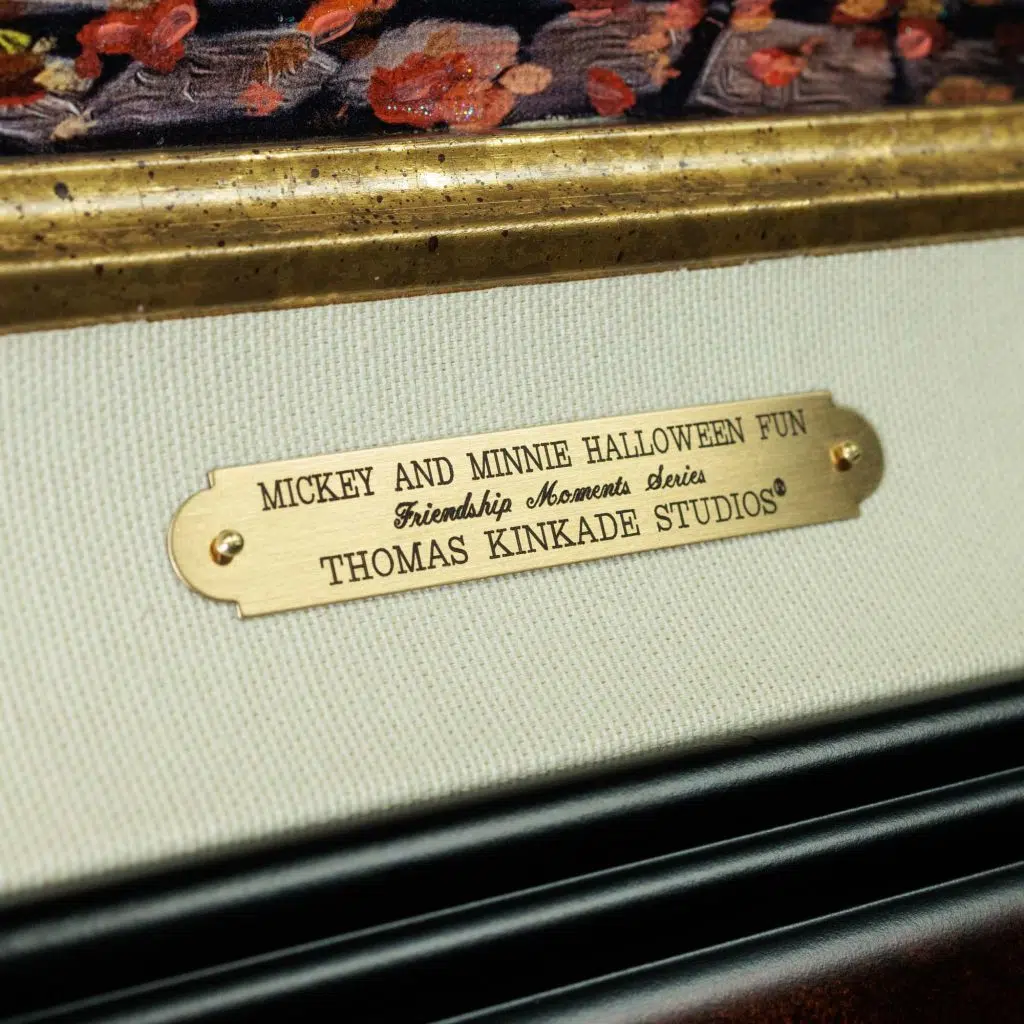 MICKEY AND MINNIE HALLOWEEN FUN
Friendship Moments Series
THOMAS KINKADE STUDIOS®